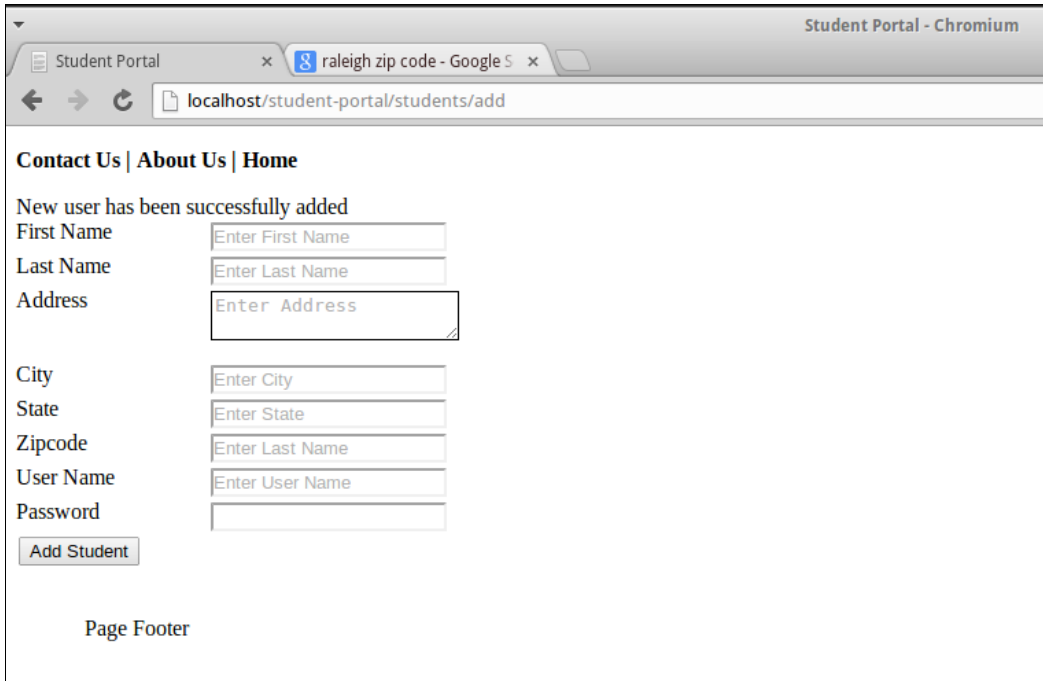 Student Portal - Chromium
Student Portal × raleigh zip code - Google S ×
localhost/student-portal/students/add
Contact Us | About Us | Home
New user has been successfully added
First Name Enter First Name
Last Name Enter Last Name
Address Enter Address
City Enter City
State Enter State
Zipcode Enter Last Name
User Name Enter User Name
Password
Add Student
Page Footer